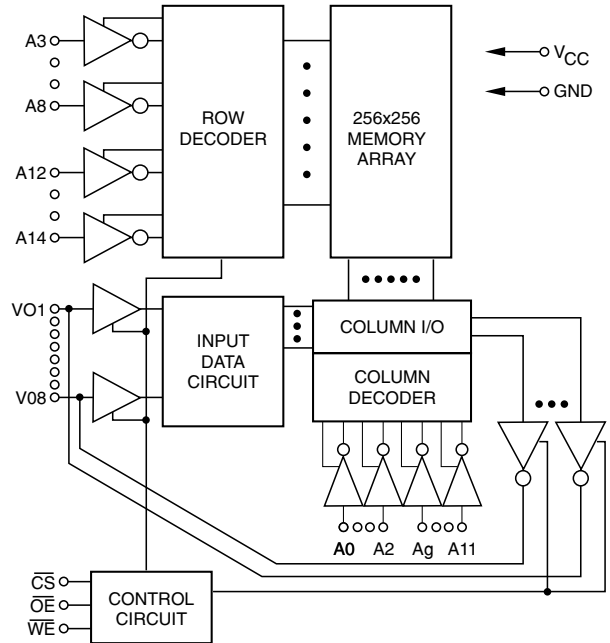 A3
A8
A12
A14
ROW
DECODER
256x256
MEMORY
ARRAY
VCC
GND
VO1
V08
INPUT
DATA
CIRCUIT
COLUMN I/O
COLUMN
DECODER
A0 A2 Ag A11
CS
OE
WE
CONTROL
CIRCUIT